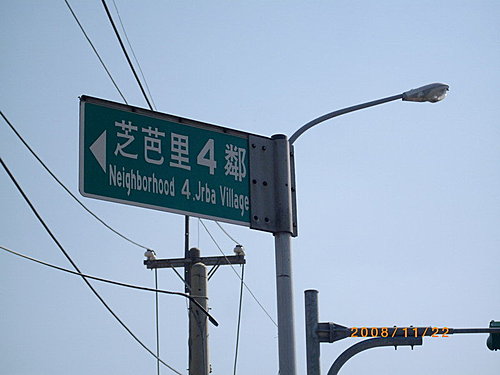 芝芭里4鄰
Neighborhood 4,Jrba Village
2008/11/22